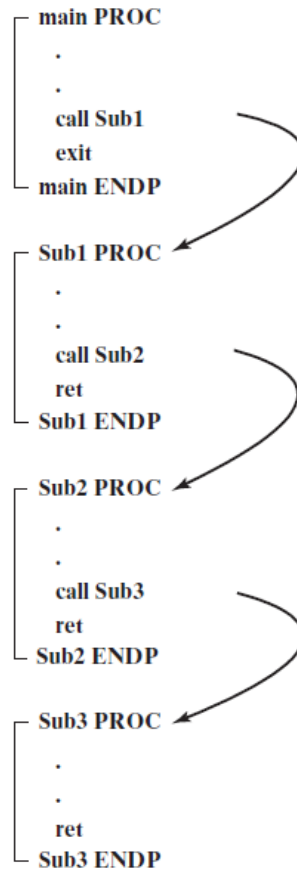 main PROC
.
.
call Sub1
exit
main ENDP
Sub1 PROC
.
.
call Sub2
ret
Sub1 ENDP
Sub2 PROC
.
.
call Sub3
ret
Sub2 ENDP
Sub3 PROC
.
.
ret
Sub3 ENDP